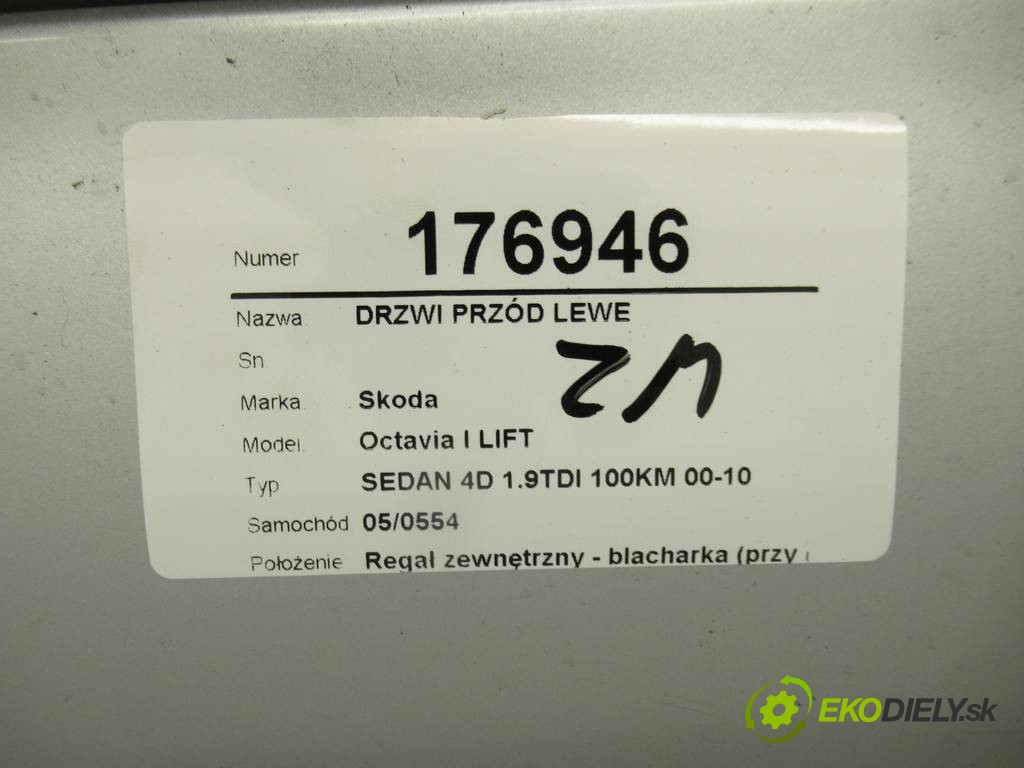 Numer 176946
Nazwa DRZWI PRZÓD LEWE
Sn
Marka Skoda
Model. Octavia I LIFT
Typ SEDAN 4D 1.9TDI 100KM 00-10
Samochód 05/0554
Położenie Regał zewnętrzny - blacharka (przy
EKODIELY.sk